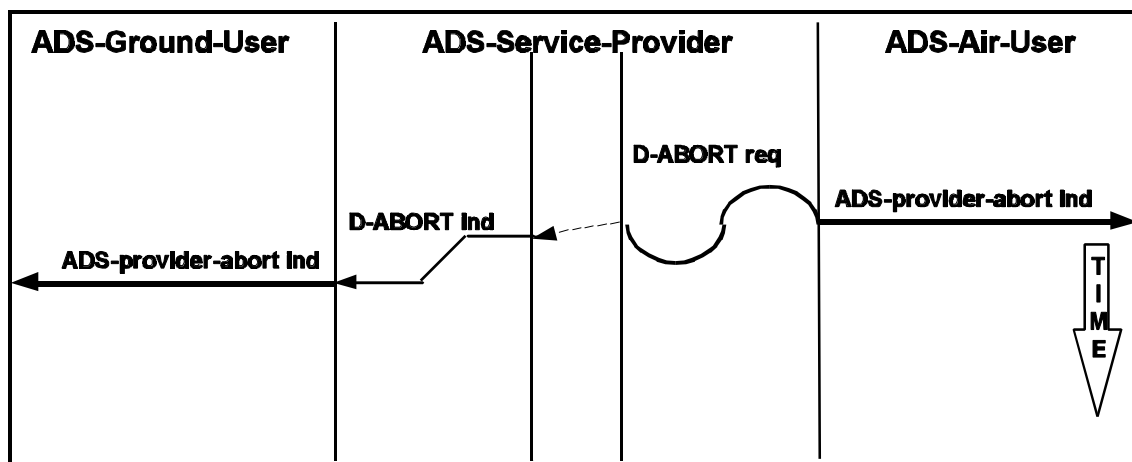 ADS-Ground-User
ADS-Service-Provider
ADS-Air-User
D-ABORT req
ADS-provider-abort ind
D-ABORT ind
ADS-provider-abort ind
TIME